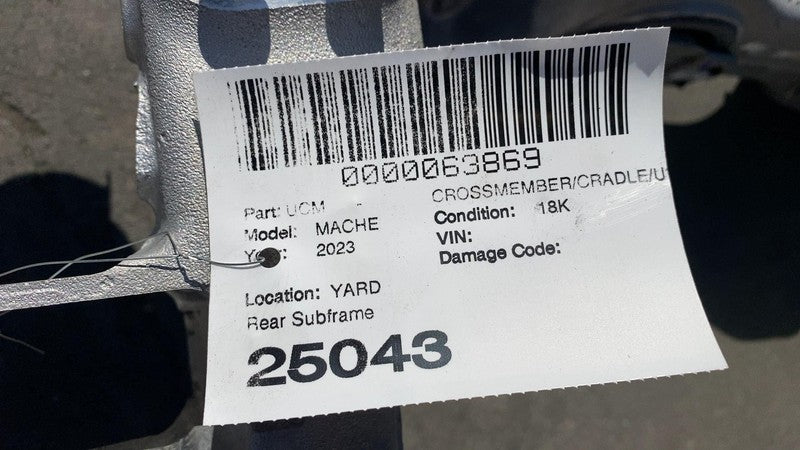 0000063869
Part: UCM - CROSSMEMBER/CRADLE/U
Model: MACHE Condition: 18K
2023 VIN:
Damage Code:
Location: YARD
Rear Subframe
25043